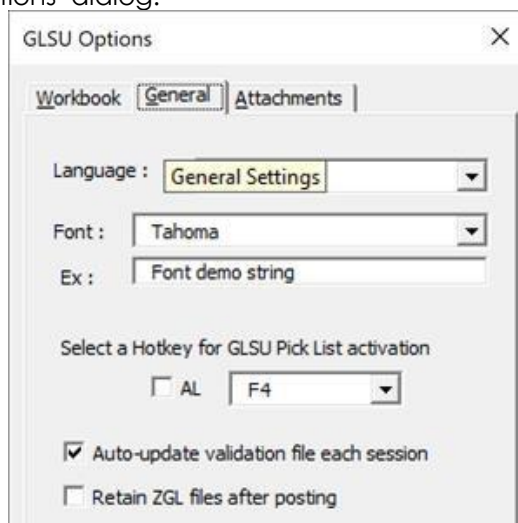 dialog.
GLSU Options
Workbook General Attachments
Language : General Settings
Font : Tahoma
Ex : Font demo string
Select a Hotkey for GLSU Pick List activation
AL F4
Auto-update validation file each session
Retain ZGL files after posting